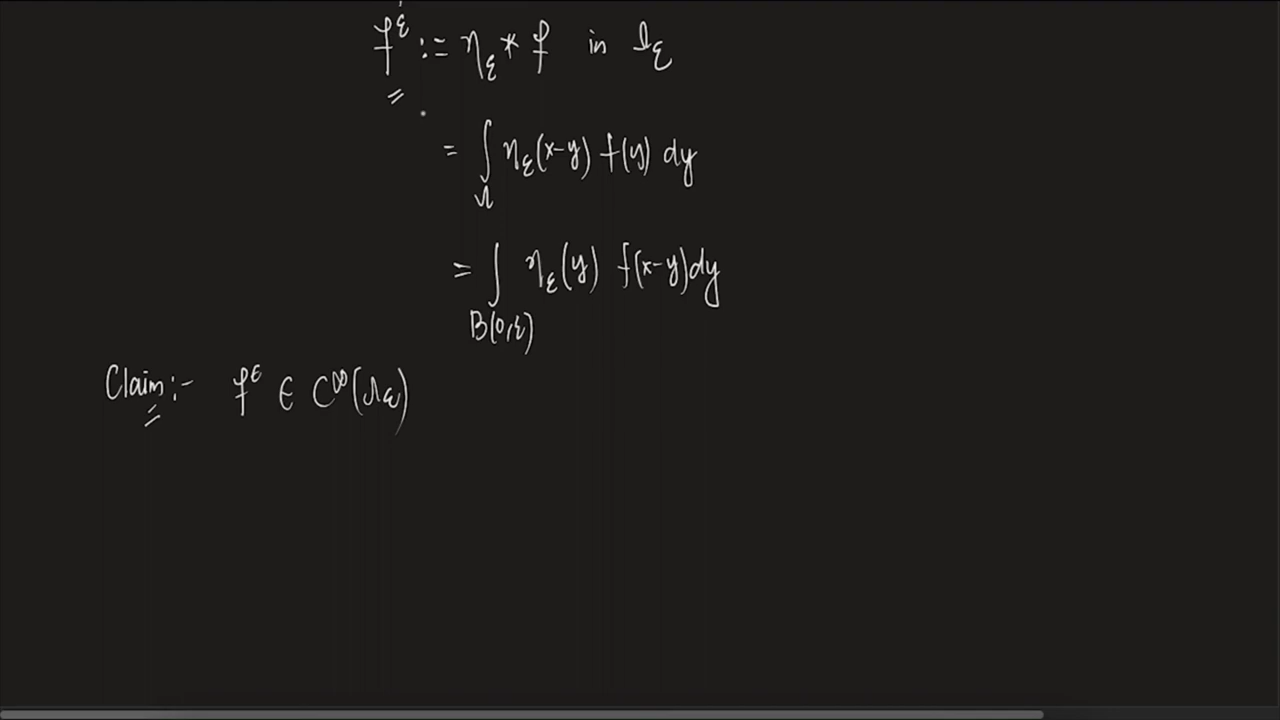 f^ε := η_ε * f in Ω_ε
= ∫_Ω η_ε(x-y) f(y) dy
= ∫_{B(0,ε)} η_ε(y) f(x-y)dy
Claim:- f^ε ∈ C^∞(Ω_ε)